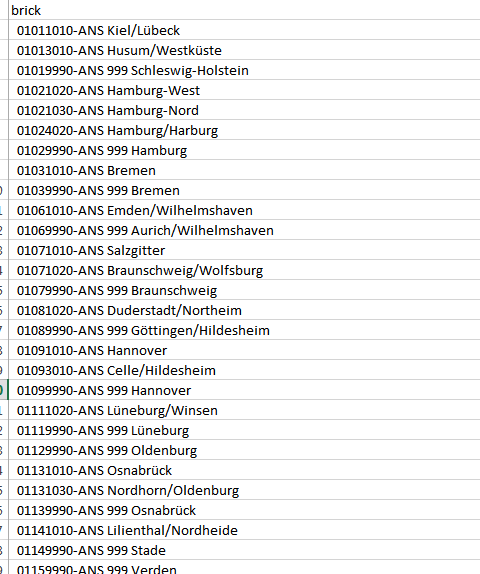 brick
01011010-ANS Kiel/Lübeck
01013010-ANS Husum/Westküste
01019990-ANS 999 Schleswig-Holstein
01021020-ANS Hamburg-West
01021030-ANS Hamburg-Nord
01024020-ANS Hamburg/Harburg
01029990-ANS 999 Hamburg
01031010-ANS Bremen
01039990-ANS 999 Bremen
01061010-ANS Emden/Wilhelmshaven
01069990-ANS 999 Aurich/Wilhelmshaven
01071010-ANS Salzgitter
01071020-ANS Braunschweig/Wolfsburg
01079990-ANS 999 Braunschweig
01081020-ANS Duderstadt/Northeim
01089990-ANS 999 Göttingen/Hildesheim
01091010-ANS Hannover
01093010-ANS Celle/Hildesheim
01099990-ANS 999 Hannover
01111020-ANS Lüneburg/Winsen
01119990-ANS 999 Lüneburg
01129990-ANS 999 Oldenburg
01131010-ANS Osnabrück
01131030-ANS Nordhorn/Oldenburg
01139990-ANS 999 Osnabrück
01141010-ANS Lilienthal/Nordheide
01149990-ANS 999 Stade
01159990-ANS 999 Verden